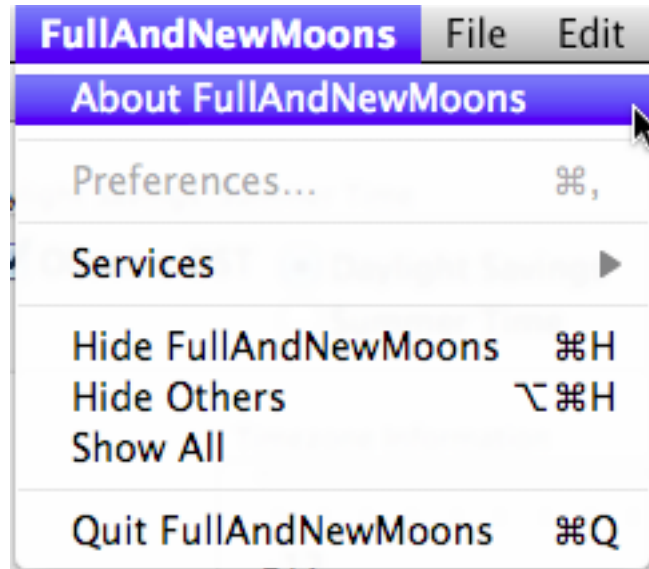 FullAndNewMoons File Edit
About FullAndNewMoons
Preferences... ⌘,
Services ▶
Hide FullAndNewMoons ⌘H
Hide Others ⌥⌘H
Show All
Quit FullAndNewMoons ⌘Q